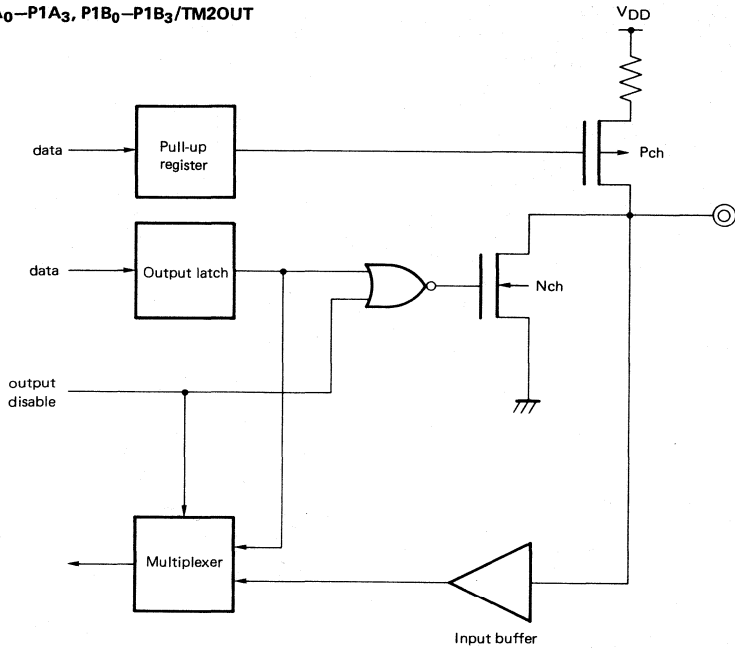 A0–P1A3, P1B0–P1B3/TM2OUT
VDD
data
Pull-up
register
Pch
data
Output latch
Nch
output
disable
Multiplexer
Input buffer